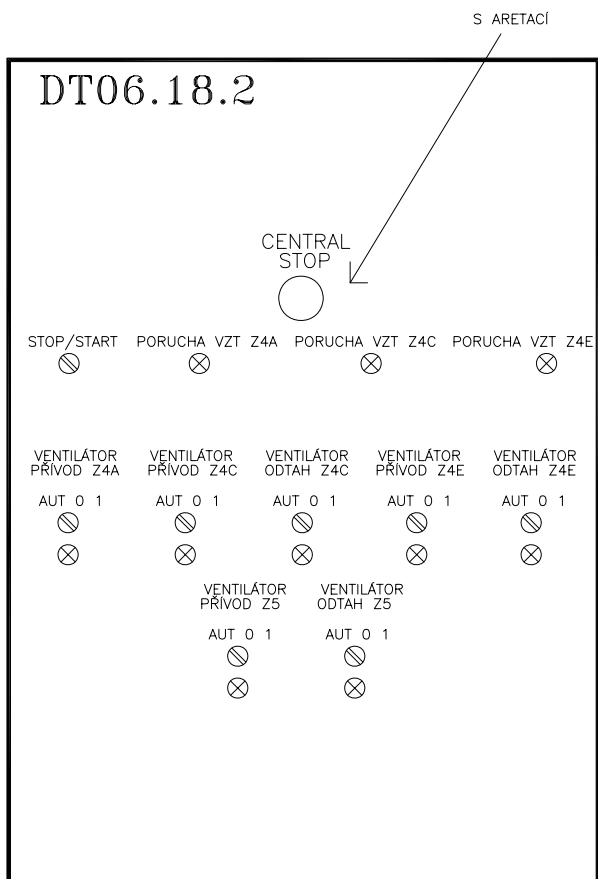 S ARETACÍ
DT06.18.2
CENTRAL
STOP
STOP/START PORUCHA VZT Z4A PORUCHA VZT Z4C PORUCHA VZT Z4E
VENTILÁTOR VENTILÁTOR VENTILÁTOR VENTILÁTOR VENTILÁTOR
PŘÍVOD Z4A PŘÍVOD Z4C ODTAH Z4C PŘÍVOD Z4E ODTAH Z4E
AUT 0 1 AUT 0 1 AUT 0 1 AUT 0 1 AUT 0 1
VENTILÁTOR VENTILÁTOR
PŘÍVOD Z5 ODTAH Z5
AUT 0 1 AUT 0 1